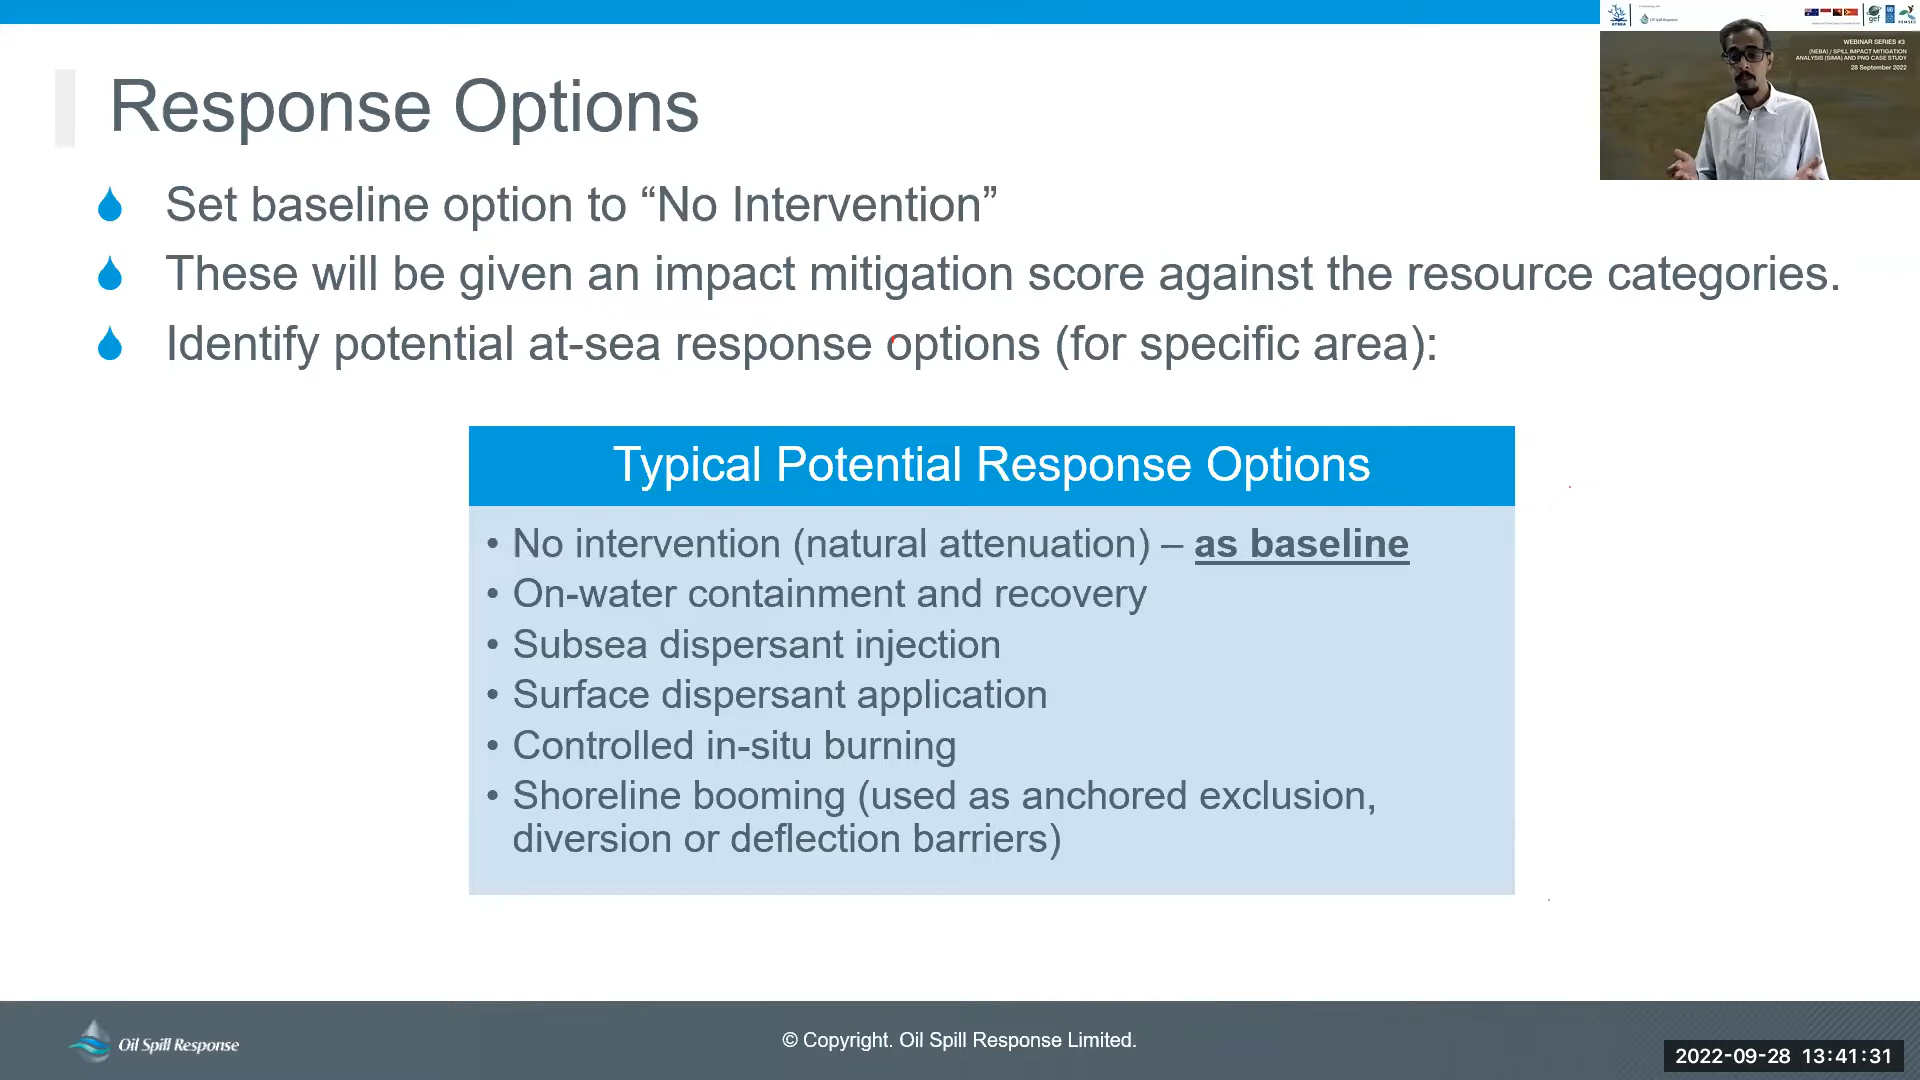 Response Options
Set baseline option to “No Intervention”
These will be given an impact mitigation score against the resource categories.
Identify potential at-sea response options (for specific area):
Typical Potential Response Options
• No intervention (natural attenuation) – as baseline
• On-water containment and recovery
• Subsea dispersant injection
• Surface dispersant application
• Controlled in-situ burning
• Shoreline booming (used as anchored exclusion,
diversion or deflection barriers)
WEBINAR SERIES #3
(NEBA) / SPILL IMPACT MITIGATION
ANALYSIS (SIMA) AND PNG CASE STUDY
28 September 2022
Oil Spill Response
© Copyright. Oil Spill Response Limited.
2022-09-28 13:41:31